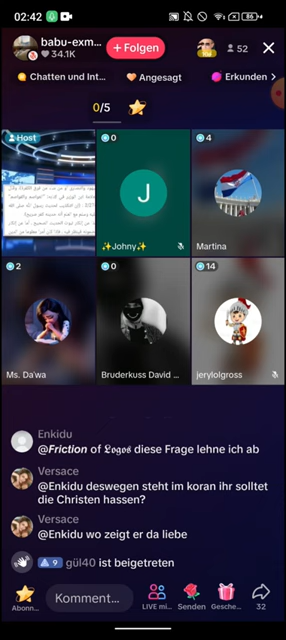 02:42
86
babu-exm...
34.1K
+ Folgen
52
Chatten und Int...
Angesagt
Erkunden >
0/5
Host
0
J
✨Johny✨
4
Martina
2
Ms. Da'wa
0
Bruderkuss David ...
14
jerylolgross
Enkidu
@Friction of 𝕷𝖔𝖌𝖔𝖘 diese Frage lehne ich ab
Versace
@Enkidu deswegen steht im koran ihr solltet
die Christen hassen?
Versace
@Enkidu wo zeigt er da liebe
9 gül40 ist beigetreten
Abonn...
Komment...
LIVE mi...
Senden
Gesche...
32